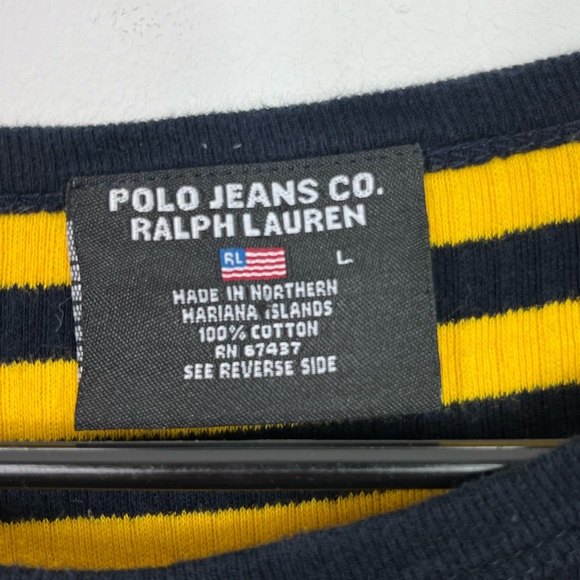 POLO JEANS CO.
RALPH LAUREN
RL
L
MADE IN NORTHERN
MARIANA ISLANDS
100% COTTON
RN 67437
SEE REVERSE SIDE